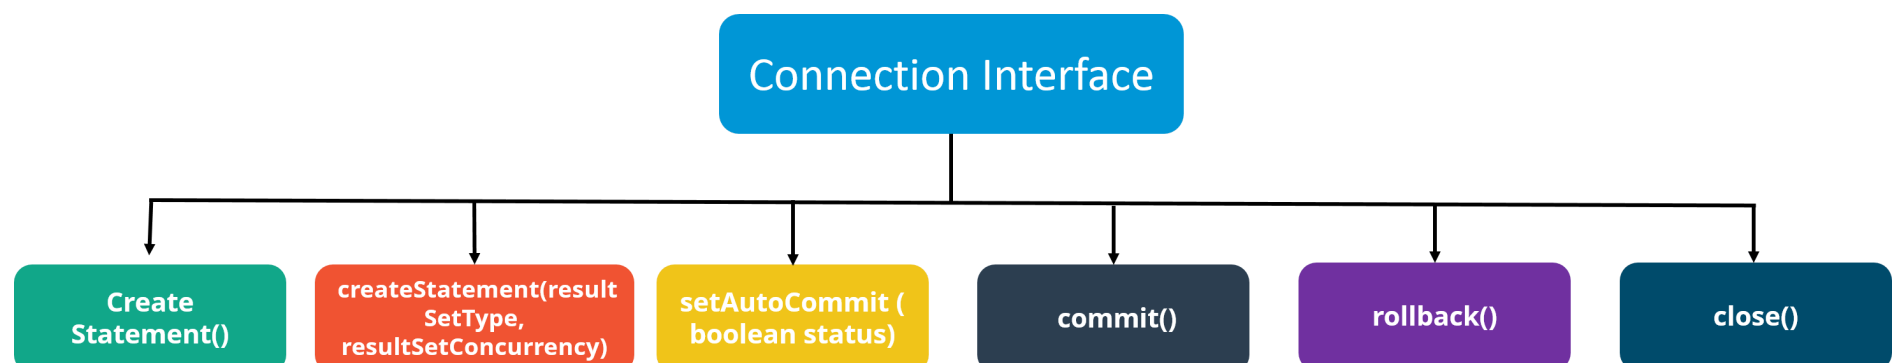 Connection Interface
Create
Statement()
createStatement(result
SetType,
resultSetConcurrency)
setAutoCommit (
boolean status)
commit()
rollback()
close()